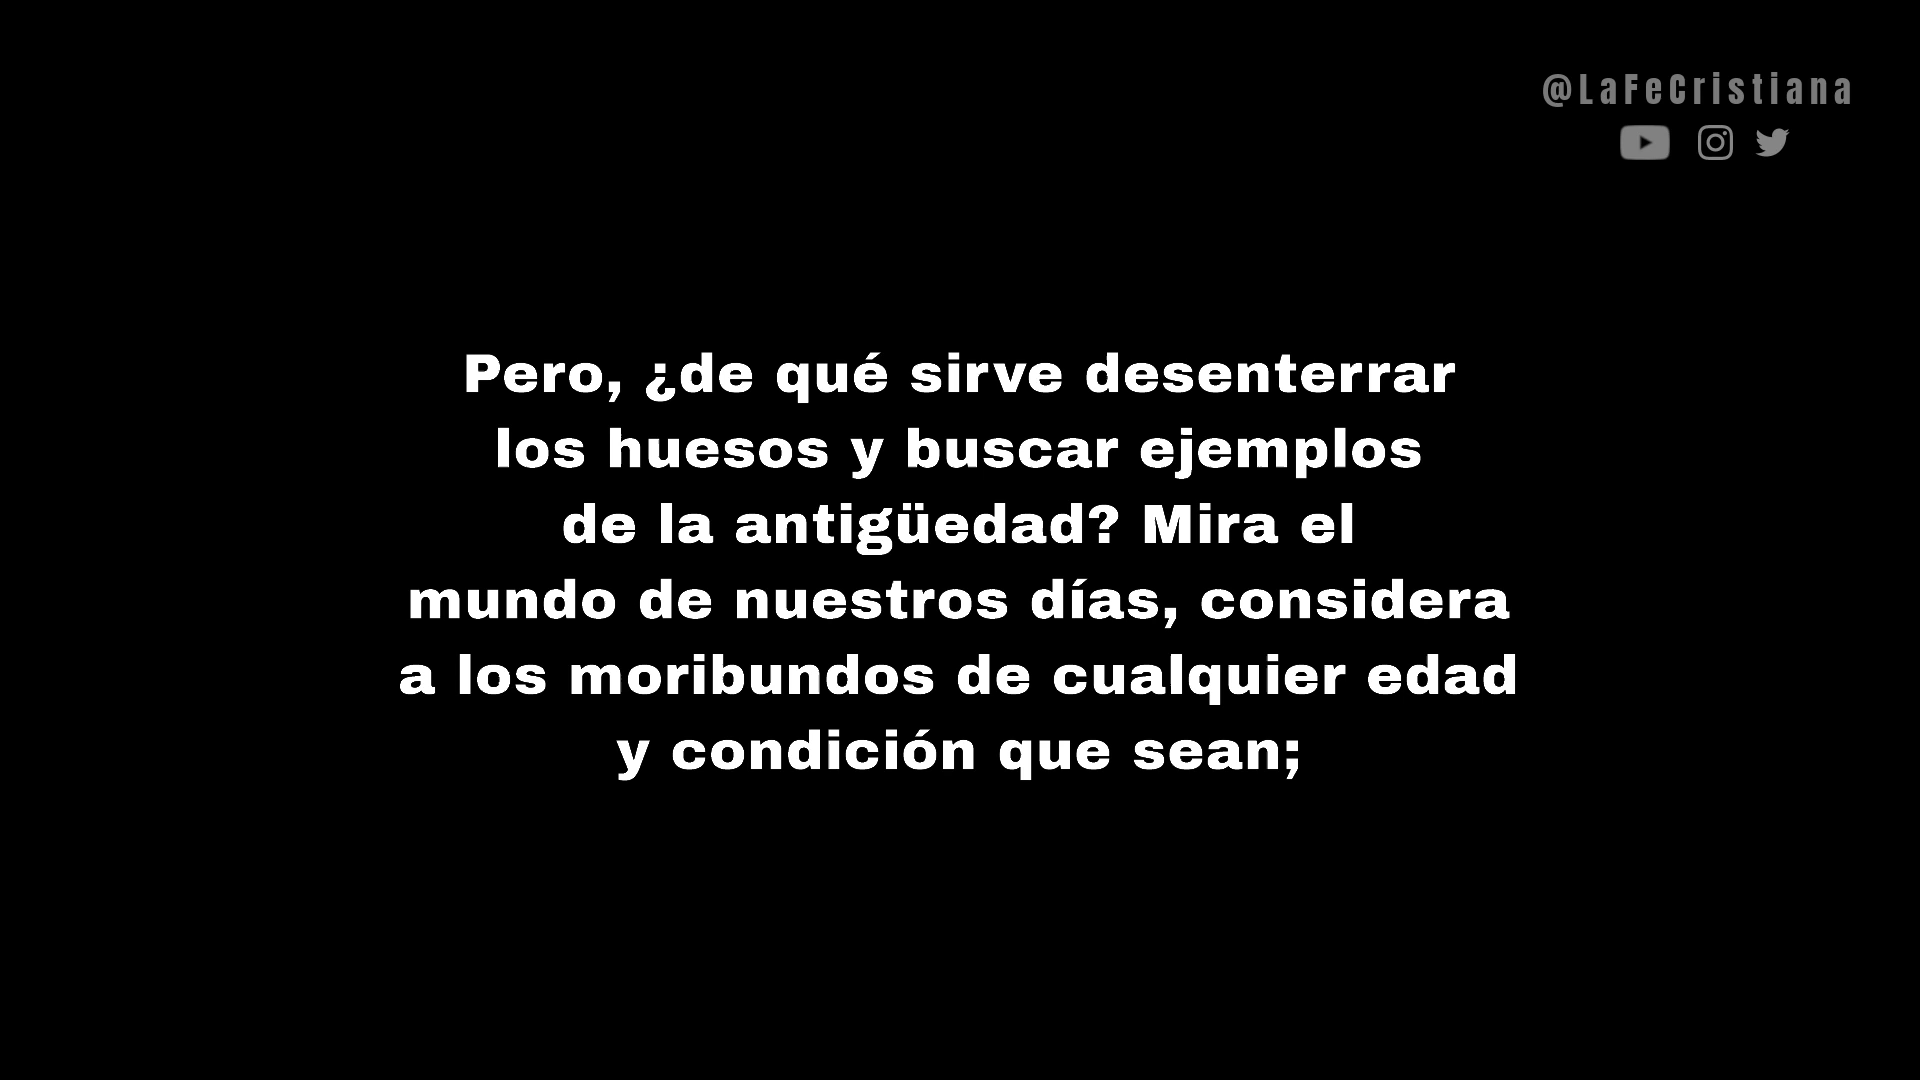 @LaFeCristiana
Pero, ¿de qué sirve desenterrar
los huesos y buscar ejemplos
de la antigüedad? Mira el
mundo de nuestros días, considera
a los moribundos de cualquier edad
y condición que sean;